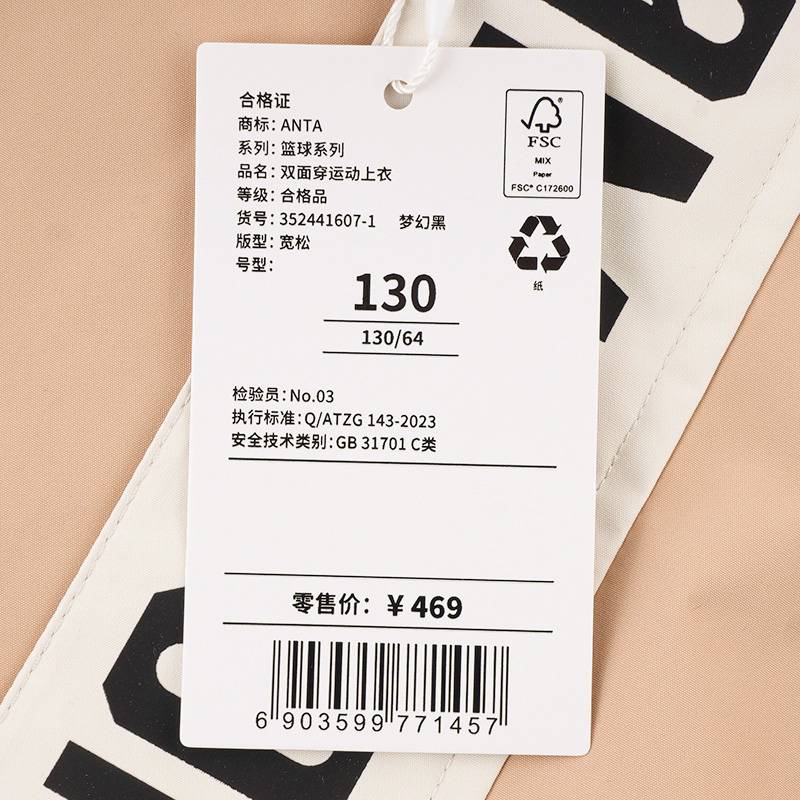 合格证
商标: ANTA
系列: 篮球系列
品名: 双面穿运动上衣
等级: 合格品
货号: 352441607-1 梦幻黑
版型: 宽松
号型:
130
130/64
检验员: No.03
执行标准: Q/ATZG 143-2023
安全技术类别: GB 31701 C类
零售价: ¥ 469
6 903599 771457
FSC
MIX
Paper
FSC® C172600
纸